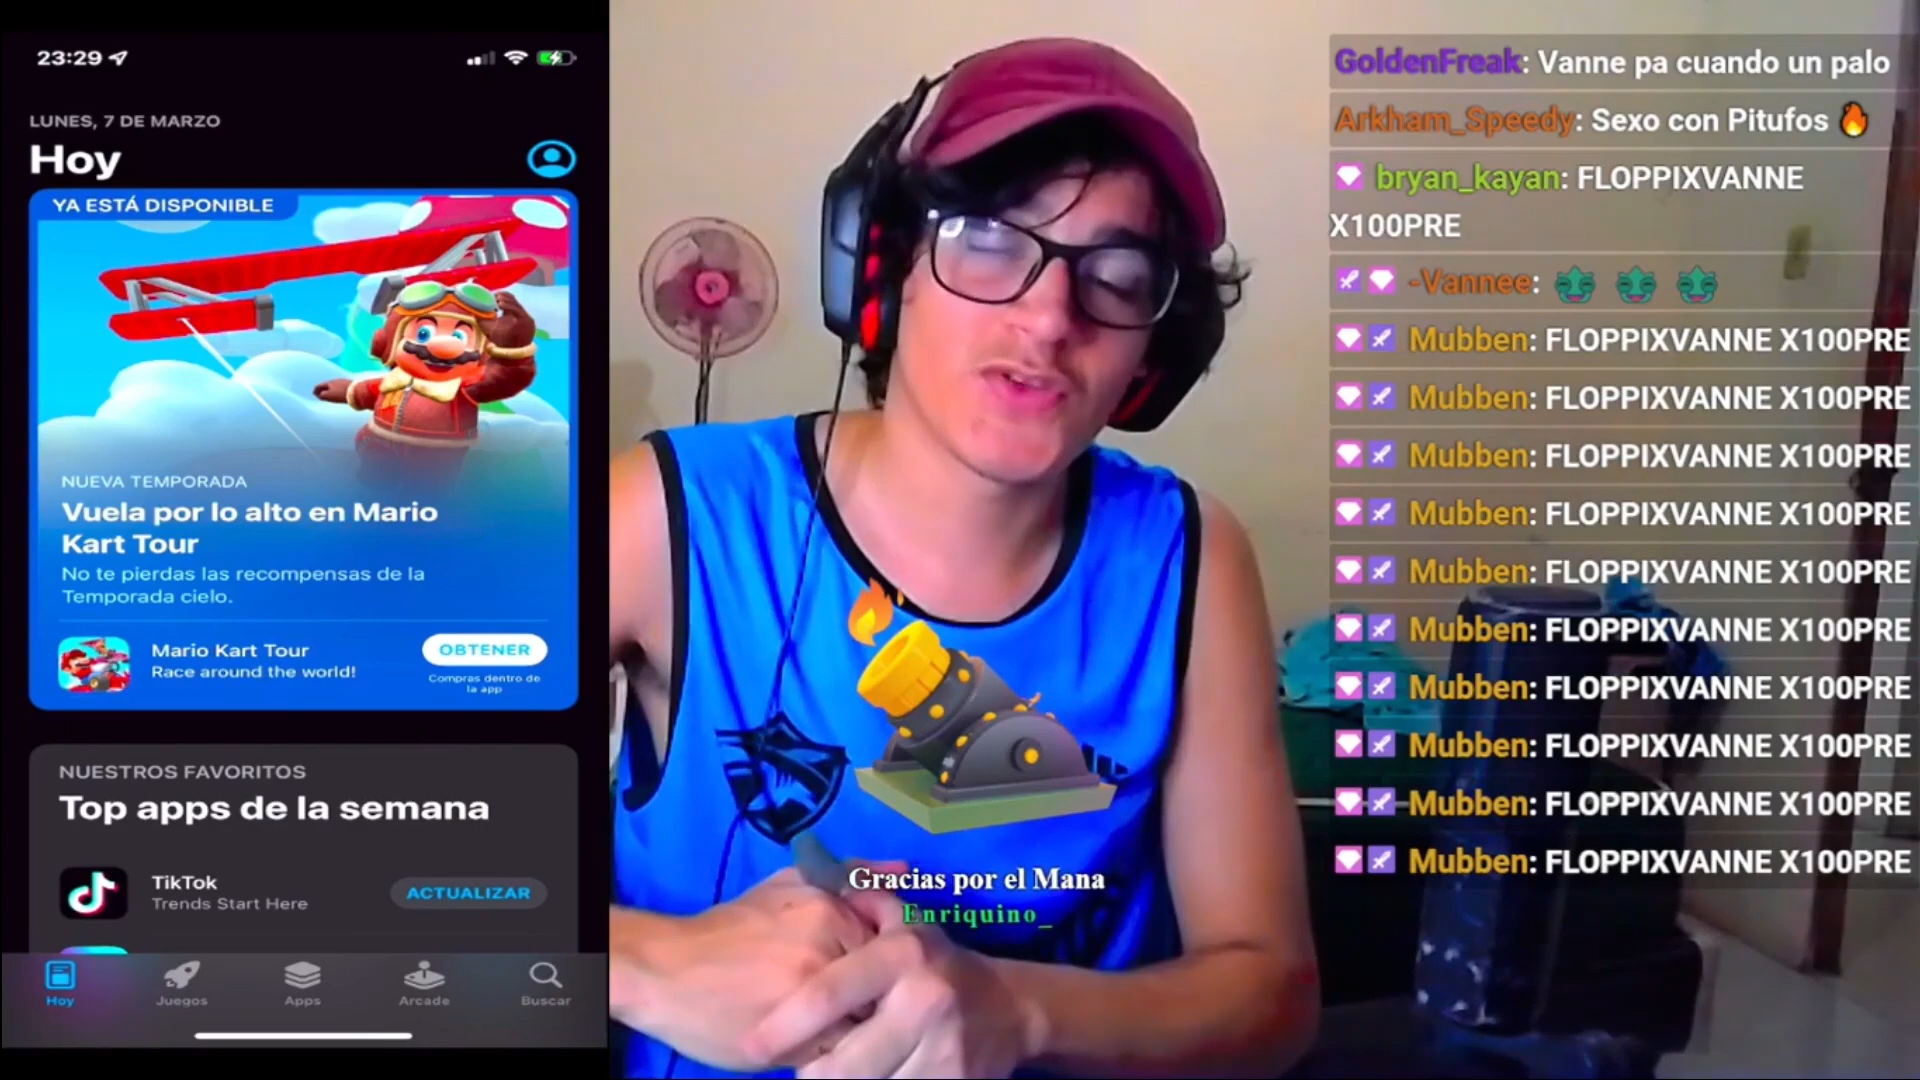 23:29
LUNES, 7 DE MARZO
Hoy
YA ESTÁ DISPONIBLE
NUEVA TEMPORADA
Vuela por lo alto en Mario
Kart Tour
No te pierdas las recompensas de la
Temporada cielo.
Mario Kart Tour
Race around the world!
OBTENER
Compras dentro de
la app
NUESTROS FAVORITOS
Top apps de la semana
TikTok
Trends Start Here
ACTUALIZAR
Hoy
Juegos
Apps
Arcade
Buscar
Gracias por el Mana
Enriquino_
GoldenFreak: Vanne pa cuando un palo
Arkham_Speedy: Sexo con Pitufos 🔥
bryan_kayan: FLOPPIXVANNE
X100PRE
-Vannee:
Mubben: FLOPPIXVANNE X100PRE
Mubben: FLOPPIXVANNE X100PRE
Mubben: FLOPPIXVANNE X100PRE
Mubben: FLOPPIXVANNE X100PRE
Mubben: FLOPPIXVANNE X100PRE
Mubben: FLOPPIXVANNE X100PRE
Mubben: FLOPPIXVANNE X100PRE
Mubben: FLOPPIXVANNE X100PRE
Mubben: FLOPPIXVANNE X100PRE
Mubben: FLOPPIXVANNE X100PRE